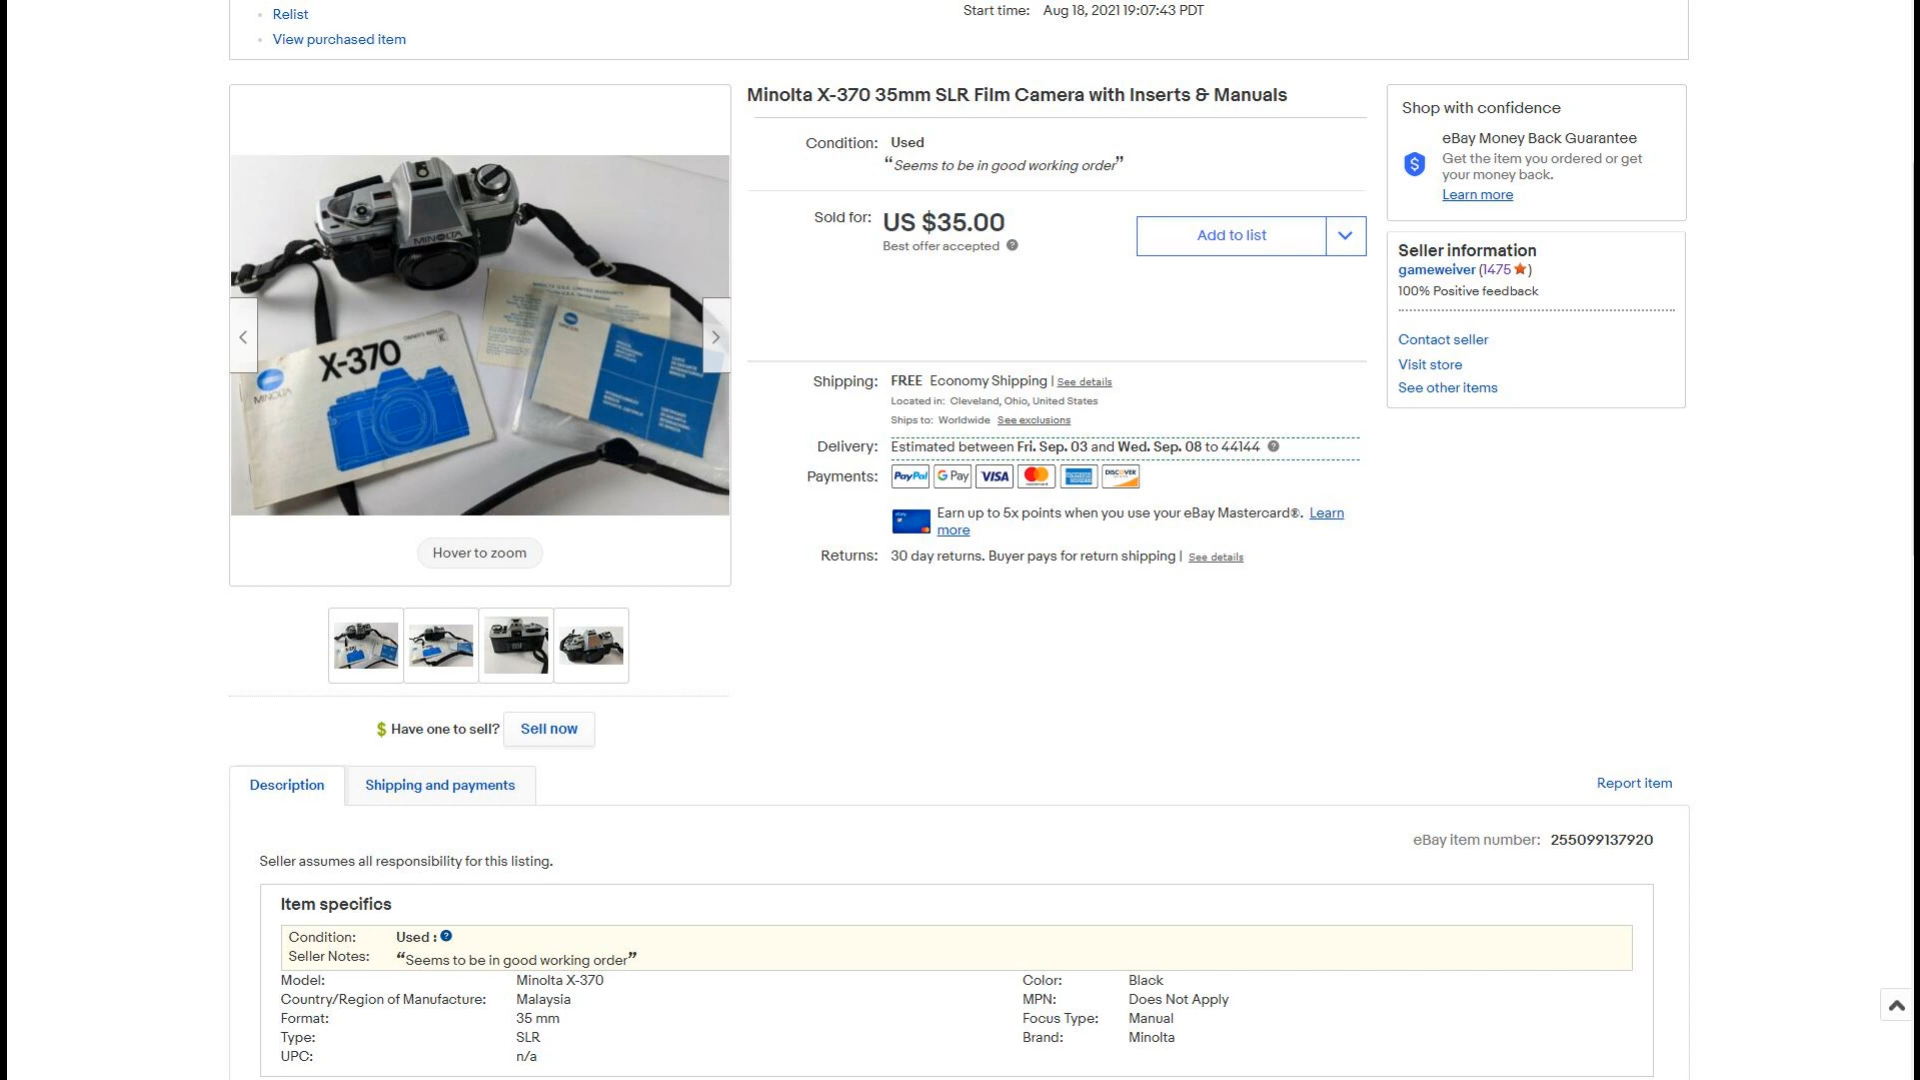 Relist
View purchased item
Start time: Aug 18, 2021 19:07:43 PDT
MINOLTA
X-370
OWNER'S MANUAL
MINOLTA
Hover to zoom
Minolta X-370 35mm SLR Film Camera with Inserts & Manuals
Condition: Used
“Seems to be in good working order”
Sold for: US $35.00
Best offer accepted
Add to list
Shipping: FREE Economy Shipping | See details
Located in: Cleveland, Ohio, United States
Ships to: Worldwide See exclusions
Delivery: Estimated between Fri. Sep. 03 and Wed. Sep. 08 to 44144
Payments: PayPal G Pay VISA DISCOVER
Earn up to 5x points when you use your eBay Mastercard®. Learn
more
Returns: 30 day returns. Buyer pays for return shipping | See details
Shop with confidence
eBay Money Back Guarantee
Get the item you ordered or get
your money back.
Learn more
Seller information
gameweiver (1475)
100% Positive feedback
Contact seller
Visit store
See other items
$ Have one to sell? Sell now
Description Shipping and payments
Report item
eBay item number: 255099137920
Seller assumes all responsibility for this listing.
Item specifics
Condition: Used :
Seller Notes: “Seems to be in good working order”
Model: Minolta X-370 Color: Black
Country/Region of Manufacture: Malaysia MPN: Does Not Apply
Format: 35 mm Focus Type: Manual
Type: SLR Brand: Minolta
UPC: n/a